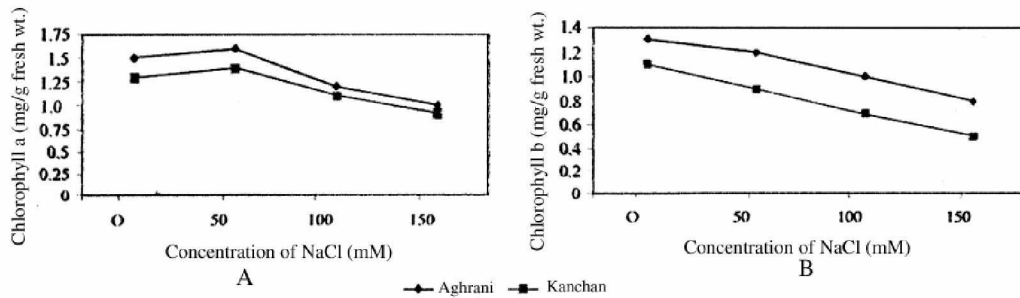 Chlorophyll a (mg/g fresh wt.)
1.75
1.5
1.25
1.0
1.5
0.5
0.25
0
O
50
100
150
Concentration of NaCl (mM)
A
Chlorophyll b (mg/g fresh wt.)
1.4
1.2
1.0
0.8
0.6
0.4
0.2
0
O
50
100
150
Concentration of NaCl (mM)
B
Aghrani
Kanchan